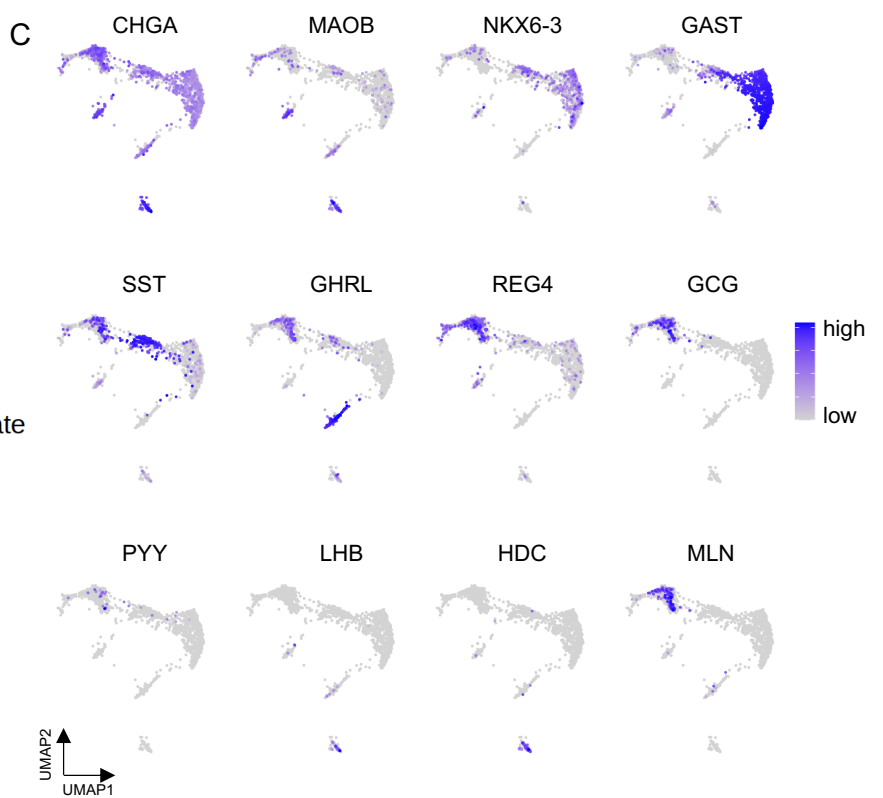 C
CHGA MAOB NKX6-3 GAST
SST GHRL REG4 GCG
high
low
ate
PYY LHB HDC MLN
UMAP2
UMAP1